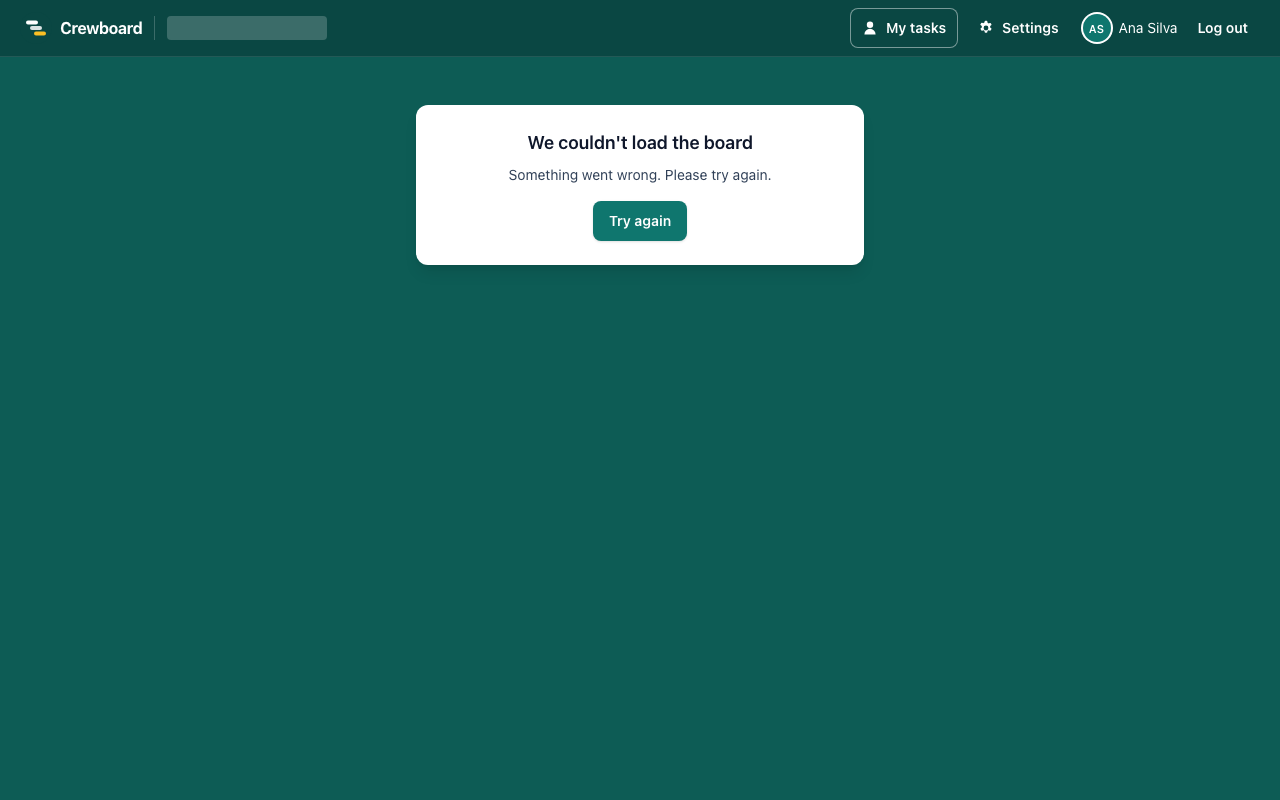 Crewboard
My tasks
Settings
AS
Ana Silva
Log out
We couldn't load the board
Something went wrong. Please try again.
Try again